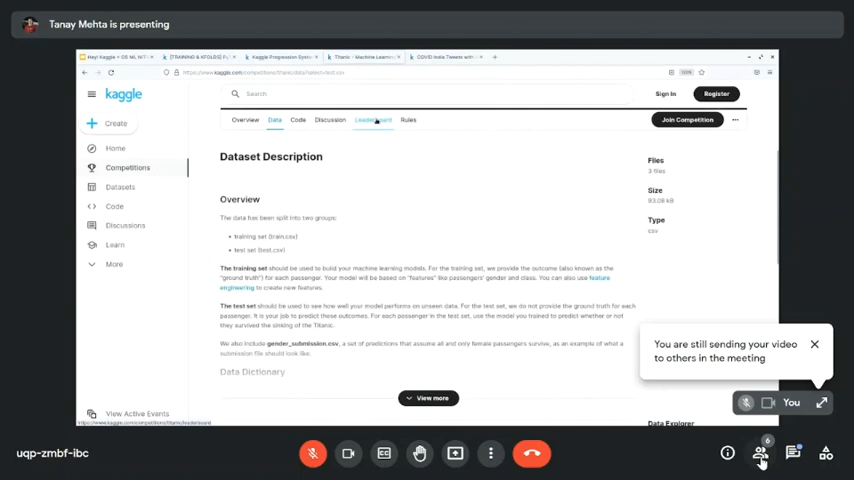 Tanay Mehta is presenting
Kaggle Progression System
Titanic - Machine Learning
COVID India Tweets with
kaggle
Search
Sign In
Register
Create
Overview
Data
Code
Discussion
Leaderboard
Rules
Join Competition
Home
Competitions
Datasets
Code
Discussions
Learn
More
View Active Events
Dataset Description
Files
3 files
Size
93.08 kB
Type
csv
Overview
The data has been split into two groups:
• training set (train.csv)
• test set (test.csv)
The training set should be used to build your machine learning models. For the training set, we provide the outcome (also known as the
"ground truth") for each passenger. Your model will be based on "features" like passengers' gender and class. You can also use feature
engineering to create new features.
The test set should be used to see how well your model performs on unseen data. For the test set, we do not provide the ground truth for each
passenger. It is your job to predict these outcomes. For each passenger in the test set, use the model you trained to predict whether or not
they survived the sinking of the Titanic.
We also include gender_submission.csv, a set of predictions that assume all and only female passengers survive, as an example of what a
submission file should look like.
Data Dictionary
View more
Data Explorer
https://www.kaggle.com/competitions/titanic/leaderboard
You are still sending your video
to others in the meeting
You
uqp-zmbf-ibc
6